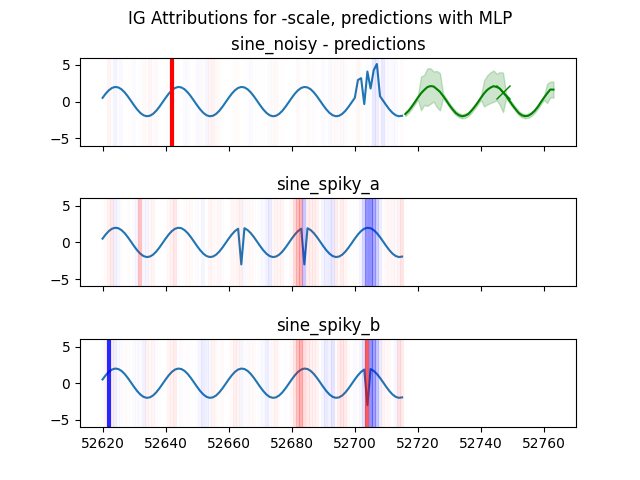 IG Attributions for -scale, predictions with MLP
sine_noisy - predictions
5
0
−5
sine_spiky_a
5
0
−5
sine_spiky_b
5
0
−5
52620 52640 52660 52680 52700 52720 52740 52760